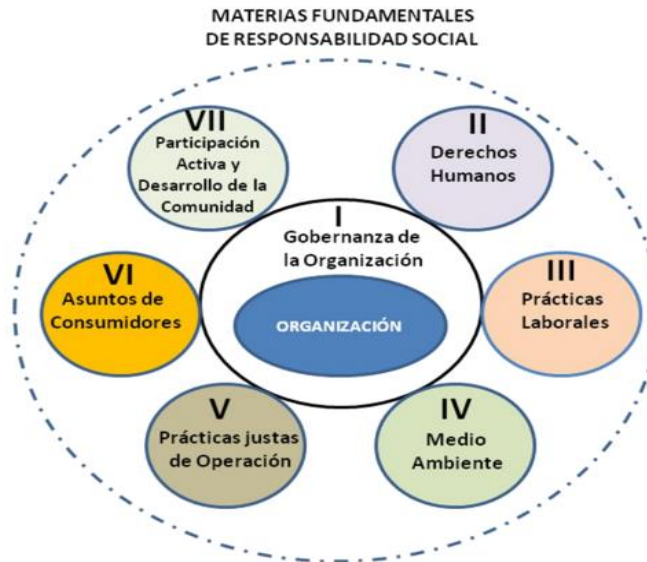 MATERIAS FUNDAMENTALES
DE RESPONSABILIDAD SOCIAL
I
Gobernanza de
la Organización
ORGANIZACIÓN
II
Derechos
Humanos
III
Prácticas
Laborales
IV
Medio
Ambiente
V
Prácticas justas
de Operación
VI
Asuntos de
Consumidores
VII
Participación
Activa y
Desarrollo de la
Comunidad